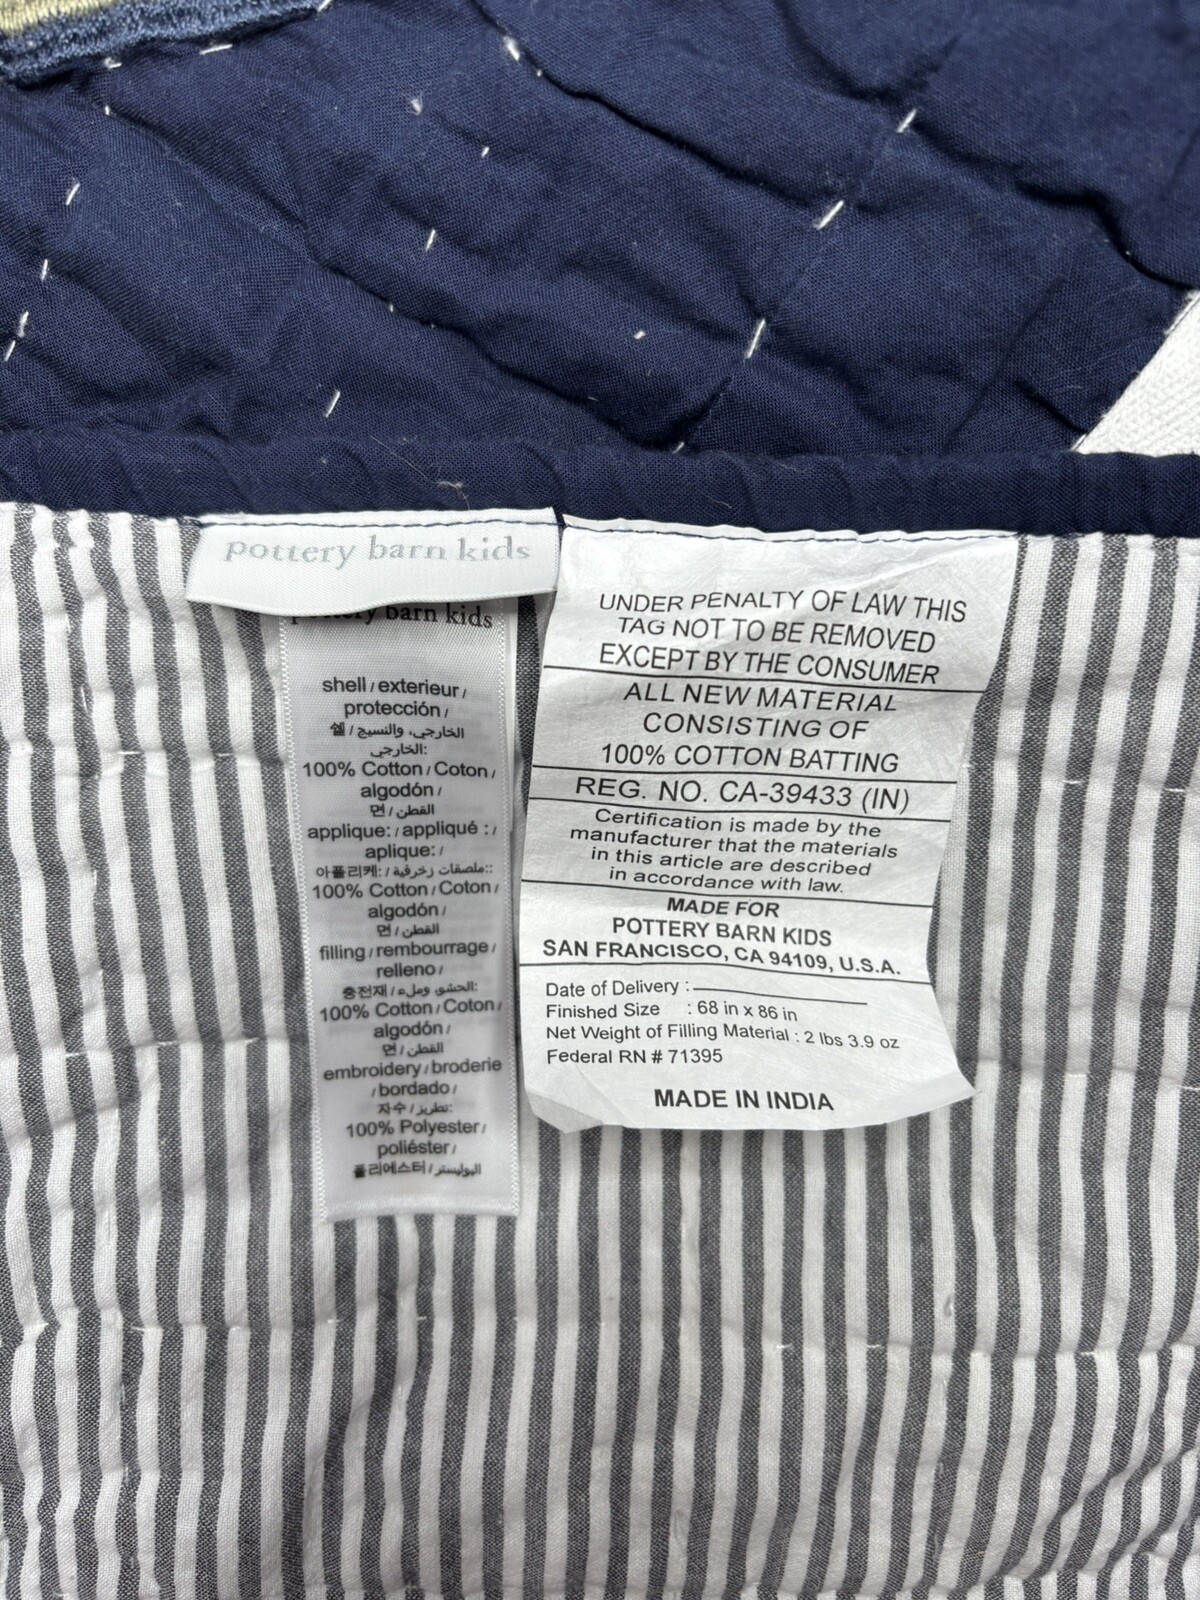 pottery barn kids
pottery barn kids
shell / exterieur /
protección /
쉘 / الخارجي، والنسيج
الخارجي:
100% Cotton / Coton /
algodón /
면 / القطن
applique: / appliqué : /
aplique: /
아플리케: / ملصقات زخرفية::
100% Cotton / Coton /
algodón /
면 / القطن
filling / rembourrage /
relleno /
충전재 / الحشو وملء:
100% Cotton / Coton /
algodón /
면 / القطن
embroidery / broderie
/ bordado /
자수 / تطريز:
100% Polyester /
poliéster /
폴리에스터 / البوليستر
UNDER PENALTY OF LAW THIS
TAG NOT TO BE REMOVED
EXCEPT BY THE CONSUMER
ALL NEW MATERIAL
CONSISTING OF
100% COTTON BATTING
REG. NO. CA-39433 (IN)
Certification is made by the
manufacturer that the materials
in this article are described
in accordance with law.
MADE FOR
POTTERY BARN KIDS
SAN FRANCISCO, CA 94109, U.S.A.
Date of Delivery :
Finished Size : 68 in x 86 in
Net Weight of Filling Material : 2 lbs 3.9 oz
Federal RN # 71395
MADE IN INDIA